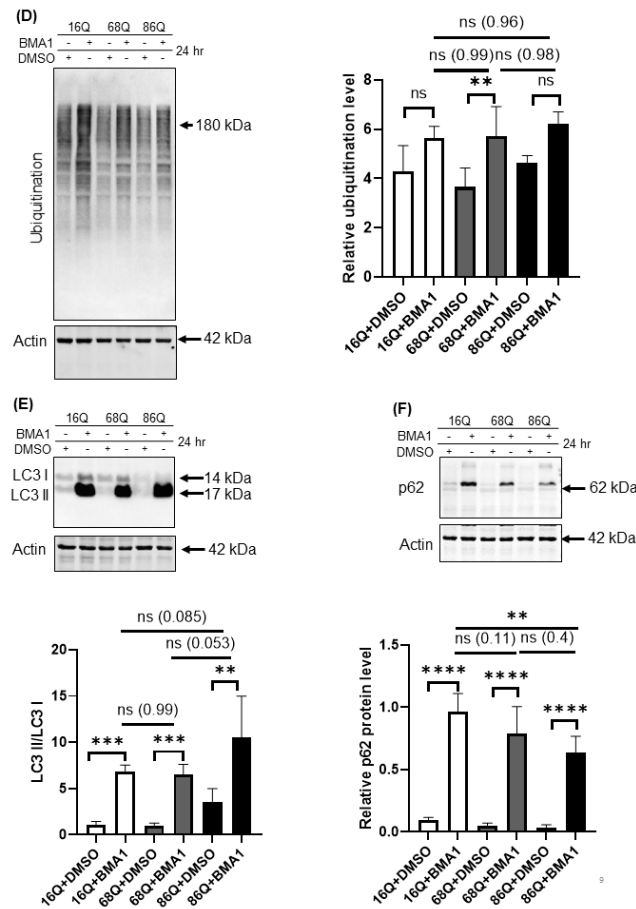 (D)
16Q 68Q 86Q
BMA1 - + - + - + 24 hr
DMSO + - + - + -
Ubiquitination
180 kDa
Actin
42 kDa
ns (0.96)
ns (0.99) ns (0.98)
ns ** ns
Relative ubiquitination level
8
6
4
2
0
16Q+DMSO
16Q+BMA1
68Q+DMSO
68Q+BMA1
86Q+DMSO
86Q+BMA1
(E)
16Q 68Q 86Q
BMA1 - + - + - + 24 hr
DMSO + - + - + -
LC3 I
14 kDa
LC3 II
17 kDa
Actin
42 kDa
ns (0.085)
ns (0.053)
ns (0.99) **
*** ***
LC3 II/LC3 I
20
15
10
5
0
16Q+DMSO
16Q+BMA1
68Q+DMSO
68Q+BMA1
86Q+DMSO
86Q+BMA1
(F)
16Q 68Q 86Q
BMA1 - + - + - + 24 hr
DMSO + - + - + -
p62
62 kDa
Actin
42 kDa
**
ns (0.11) ns (0.4)
**** **** ****
Relative p62 protein level
1.5
1.0
0.5
0.0
16Q+DMSO
16Q+BMA1
68Q+DMSO
68Q+BMA1
86Q+DMSO
86Q+BMA1
9